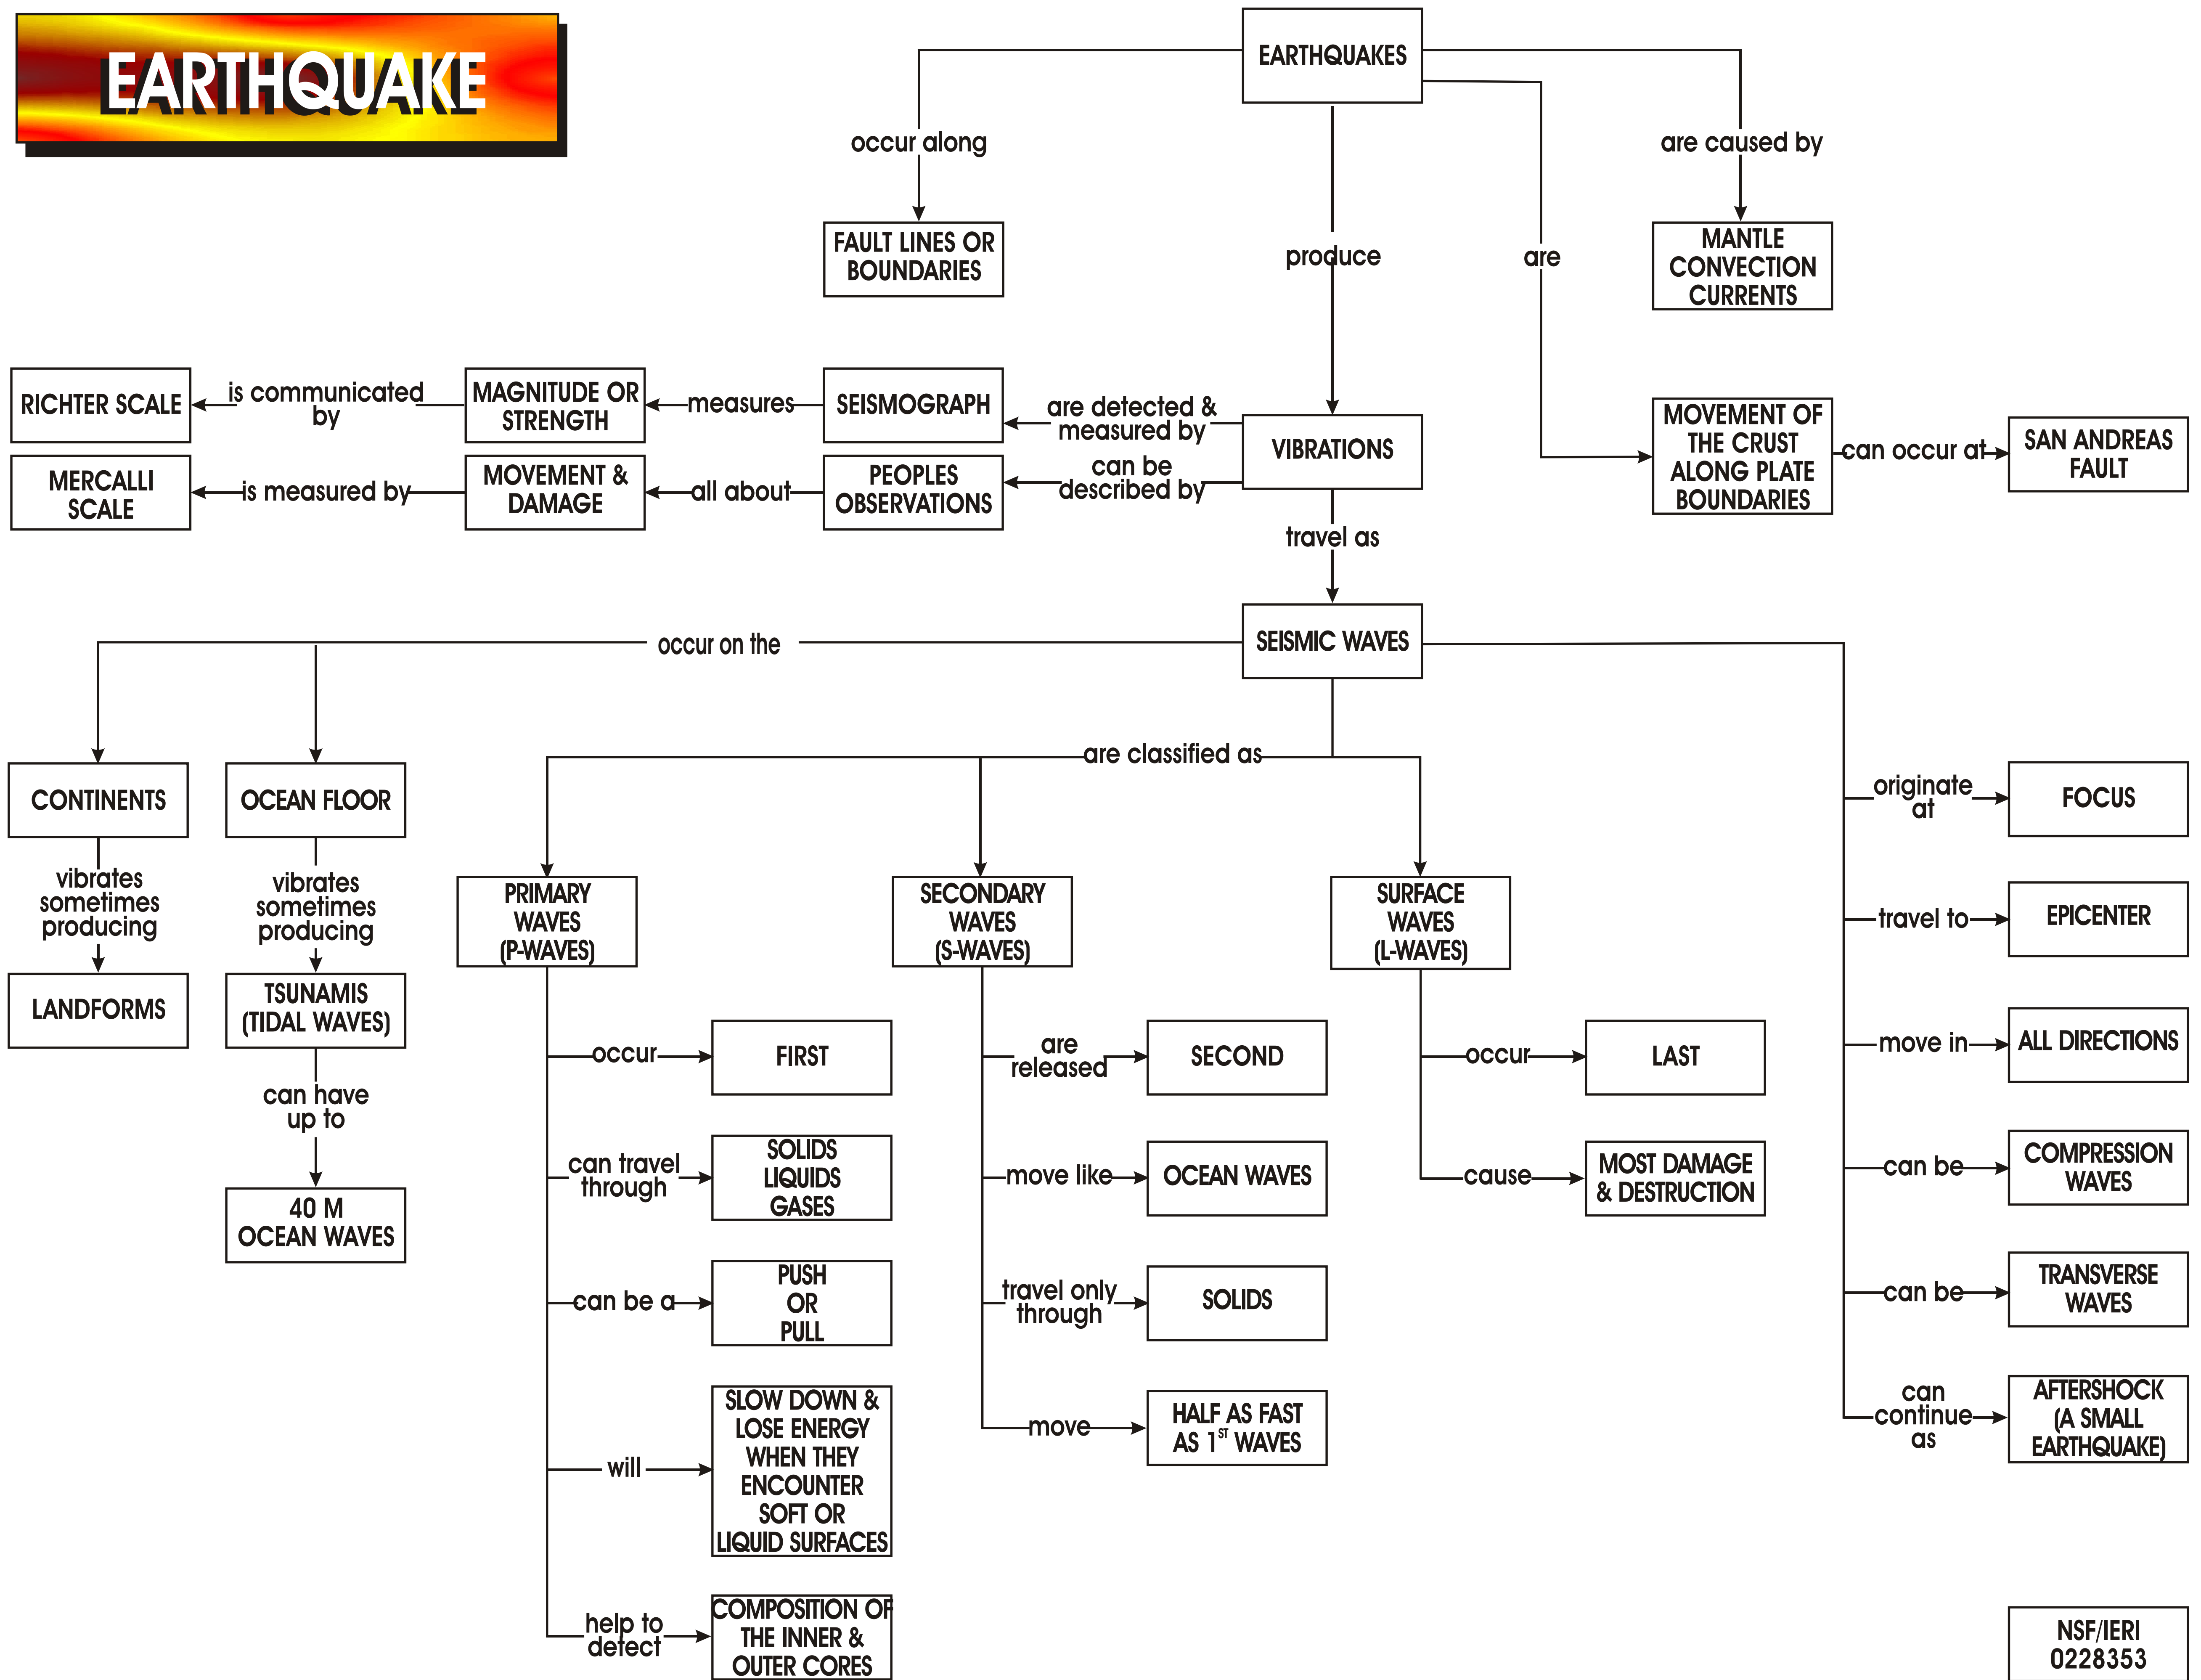 EARTHQUAKE
EARTHQUAKES
occur along
are caused by
FAULT LINES OR
BOUNDARIES
produce
are
MANTLE
CONVECTION
CURRENTS
RICHTER SCALE
is communicated
by
MAGNITUDE OR
STRENGTH
measures
SEISMOGRAPH
are detected &
measured by
VIBRATIONS
MOVEMENT OF
THE CRUST
ALONG PLATE
BOUNDARIES
can occur at
SAN ANDREAS
FAULT
MERCALLI
SCALE
is measured by
MOVEMENT &
DAMAGE
all about
PEOPLES
OBSERVATIONS
can be
described by
travel as
occur on the
SEISMIC WAVES
are classified as
CONTINENTS
OCEAN FLOOR
vibrates
sometimes
producing
vibrates
sometimes
producing
LANDFORMS
TSUNAMIS
(TIDAL WAVES)
can have
up to
40 M
OCEAN WAVES
PRIMARY
WAVES
(P-WAVES)
occur
FIRST
can travel
through
SOLIDS
LIQUIDS
GASES
can be a
PUSH
OR
PULL
will
SLOW DOWN &
LOSE ENERGY
WHEN THEY
ENCOUNTER
SOFT OR
LIQUID SURFACES
help to
detect
COMPOSITION OF
THE INNER &
OUTER CORES
SECONDARY
WAVES
(S-WAVES)
are
released
SECOND
move like
OCEAN WAVES
travel only
through
SOLIDS
move
HALF AS FAST
AS 1ST WAVES
SURFACE
WAVES
(L-WAVES)
occur
LAST
cause
MOST DAMAGE
& DESTRUCTION
originate
at
FOCUS
travel to
EPICENTER
move in
ALL DIRECTIONS
can be
COMPRESSION
WAVES
can be
TRANSVERSE
WAVES
can
continue
as
AFTERSHOCK
(A SMALL
EARTHQUAKE)
NSF/IERI
0228353